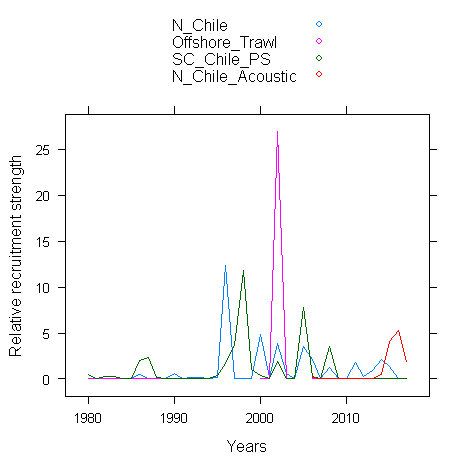 N_Chile
Offshore_Trawl
SC_Chile_PS
N_Chile_Acoustic
Relative recruitment strength
25
20
15
10
5
0
1980 1990 2000 2010
Years